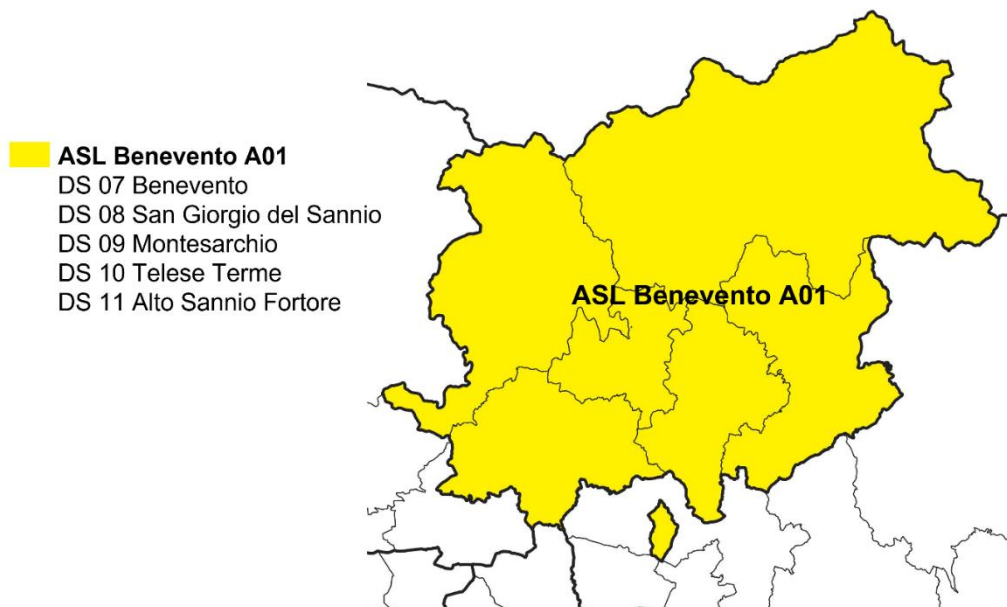 ASL Benevento A01
DS 07 Benevento
DS 08 San Giorgio del Sannio
DS 09 Montesarchio
DS 10 Telese Terme
DS 11 Alto Sannio Fortore
ASL Benevento A01